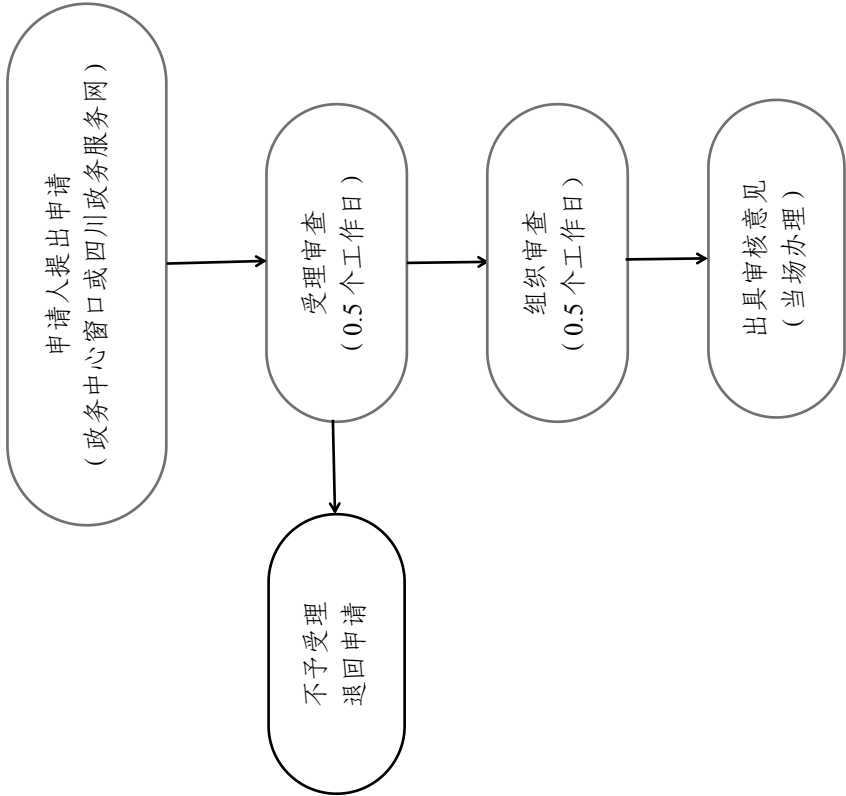 申请人提出申请
（政务中心窗口或四川政务服务网）
受理审查
（0.5 个工作日）
不予受理
退回申请
组织审查
（0.5 个工作日）
出具审核意见
（当场办理）